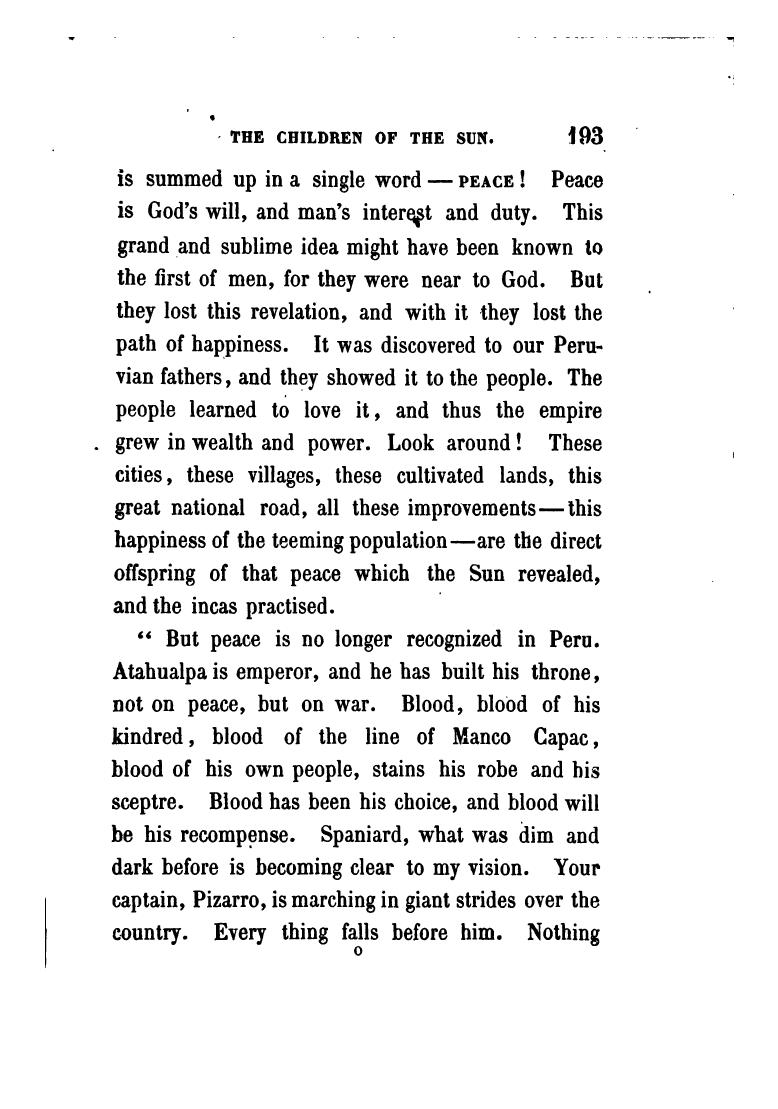 THE CHILDREN OF THE SUN. 193
is summed up in a single word — PEACE! Peace
is God's will, and man's interest and duty. This
grand and sublime idea might have been known to
the first of men, for they were near to God. But
they lost this revelation, and with it they lost the
path of happiness. It was discovered to our Peru-
vian fathers, and they showed it to the people. The
people learned to love it, and thus the empire
grew in wealth and power. Look around! These
cities, these villages, these cultivated lands, this
great national road, all these improvements—this
happiness of the teeming population—are the direct
offspring of that peace which the Sun revealed,
and the incas practised.
“ But peace is no longer recognized in Peru.
Atahualpa is emperor, and he has built his throne,
not on peace, but on war. Blood, blood of his
kindred, blood of the line of Manco Capac,
blood of his own people, stains his robe and his
sceptre. Blood has been his choice, and blood will
be his recompense. Spaniard, what was dim and
dark before is becoming clear to my vision. Your
captain, Pizarro, is marching in giant strides over the
country. Every thing falls before him. Nothing
O